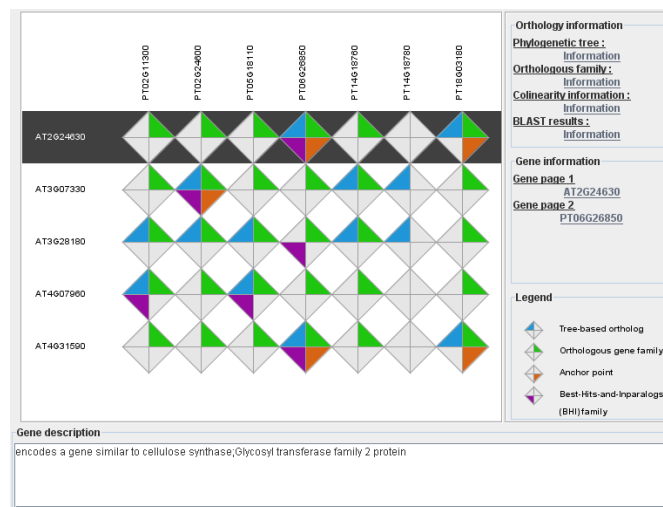 PT02G11300
PT02G24600
PT05G18110
PT06G26850
PT14G18760
PT14G18780
PT18G03180
AT2G24630
AT3G07330
AT3G28180
AT4G07960
AT4G31590
Orthology information
Phylogenetic tree :
Information
Orthologous family :
Information
Colinearity information :
Information
BLAST results :
Information
Gene information
Gene page 1
AT2G24630
Gene page 2
PT06G26850
Legend
Tree-based ortholog
Orthologous gene family
Anchor point
Best-Hits-and-Inparalogs
(BHI)family
Gene description
encodes a gene similar to cellulose synthase;Glycosyl transferase family 2 protein